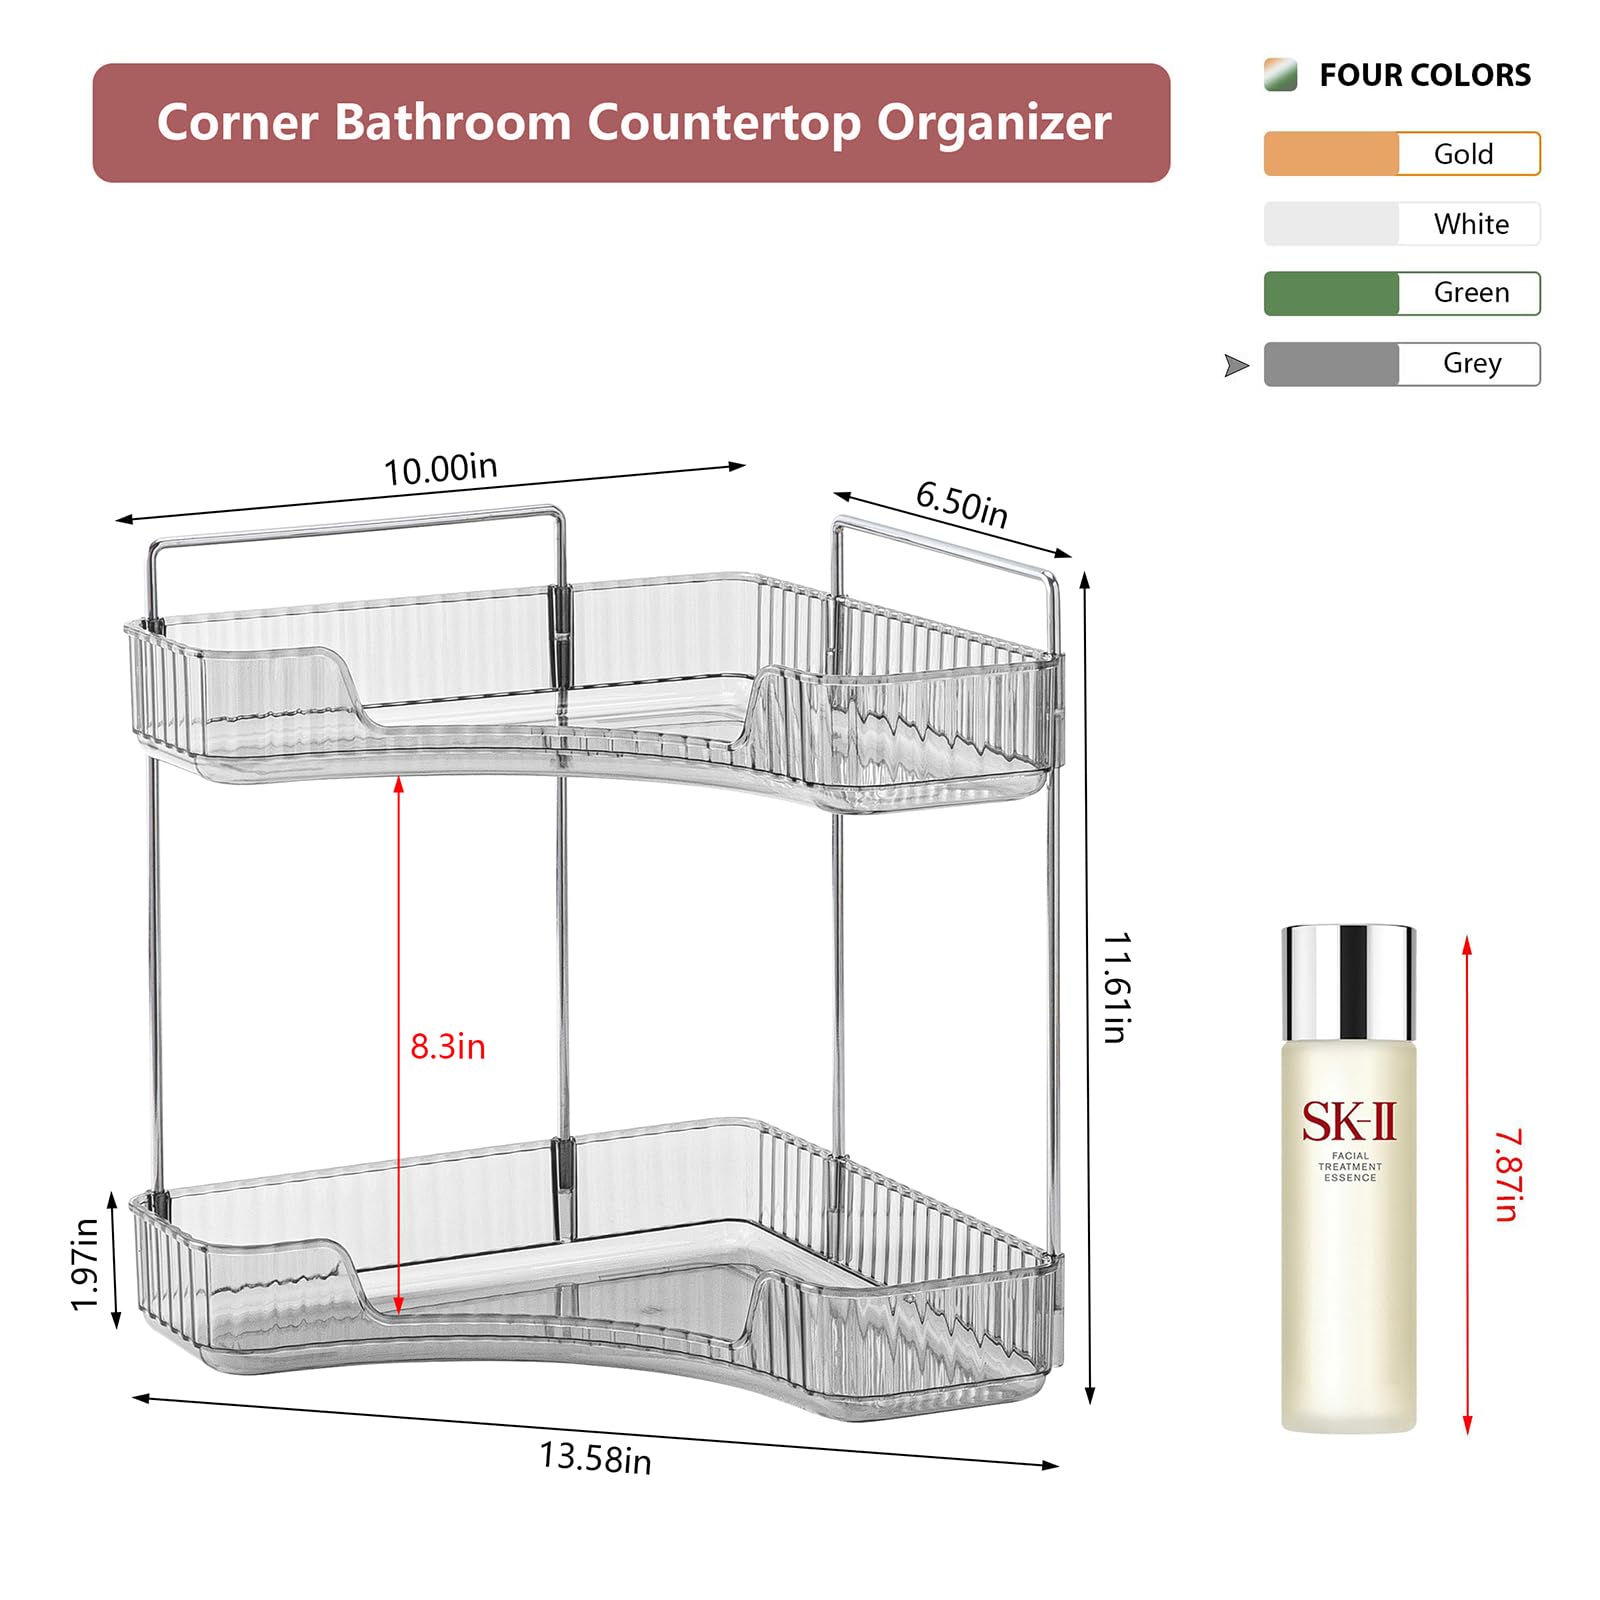 Corner Bathroom Countertop Organizer
FOUR COLORS
Gold
White
Green
Grey
10.00in
6.50in
11.61in
8.3in
1.97in
13.58in
SK-II
FACIAL
TREATMENT
ESSENCE
7.87in